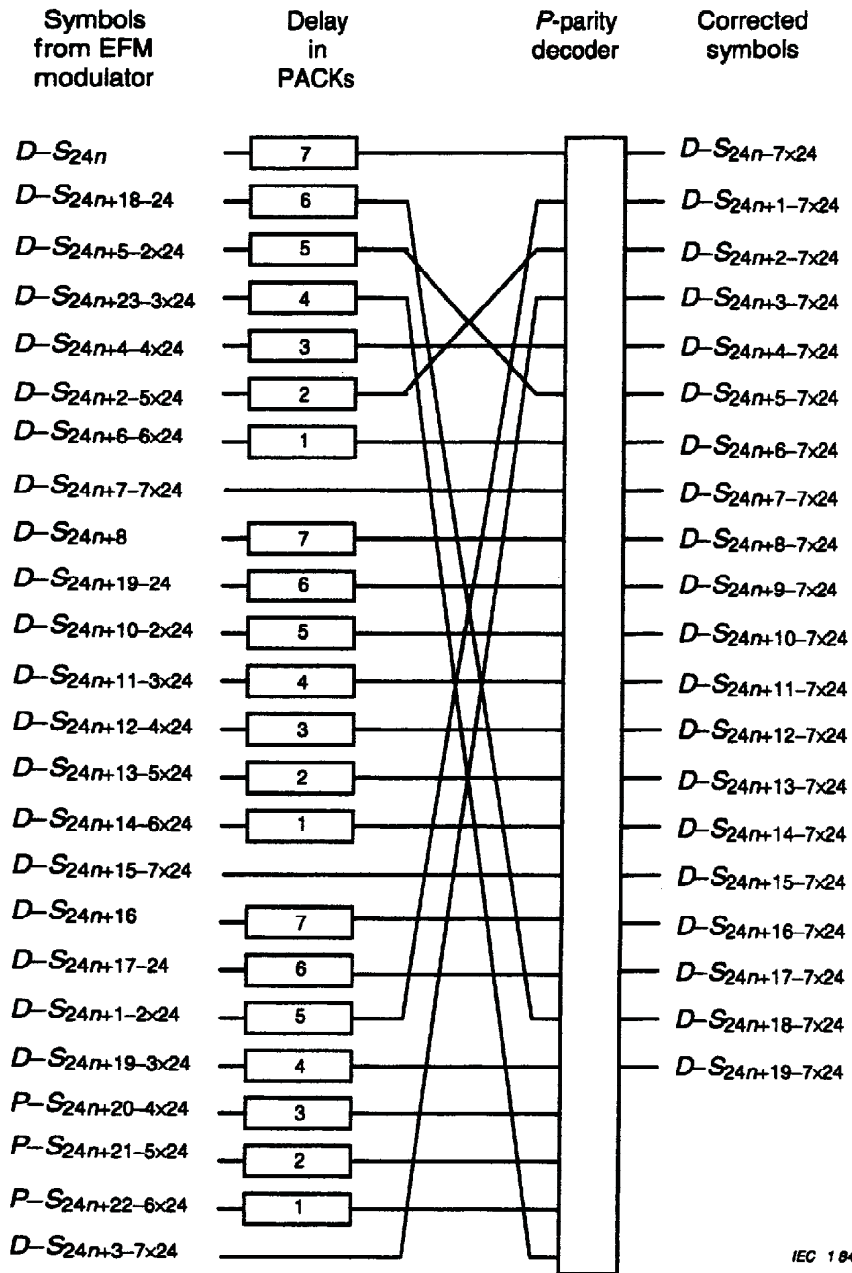 Symbols from EFM modulator
Delay in PACKs
P-parity decoder
Corrected symbols
D–S24n 7 D–S24n–7×24
D–S24n+18–24 6 D–S24n+1–7×24
D–S24n+5–2×24 5 D–S24n+2–7×24
D–S24n+23–3×24 4 D–S24n+3–7×24
D–S24n+4–4×24 3 D–S24n+4–7×24
D–S24n+2–5×24 2 D–S24n+5–7×24
D–S24n+6–6×24 1 D–S24n+6–7×24
D–S24n+7–7×24 D–S24n+7–7×24
D–S24n+8 7 D–S24n+8–7×24
D–S24n+19–24 6 D–S24n+9–7×24
D–S24n+10–2×24 5 D–S24n+10–7×24
D–S24n+11–3×24 4 D–S24n+11–7×24
D–S24n+12–4×24 3 D–S24n+12–7×24
D–S24n+13–5×24 2 D–S24n+13–7×24
D–S24n+14–6×24 1 D–S24n+14–7×24
D–S24n+15–7×24 D–S24n+15–7×24
D–S24n+16 7 D–S24n+16–7×24
D–S24n+17–24 6 D–S24n+17–7×24
D–S24n+1–2×24 5 D–S24n+18–7×24
D–S24n+19–3×24 4 D–S24n+19–7×24
P–S24n+20–4×24 3
P–S24n+21–5×24 2
P–S24n+22–6×24 1
D–S24n+3–7×24
IEC 184